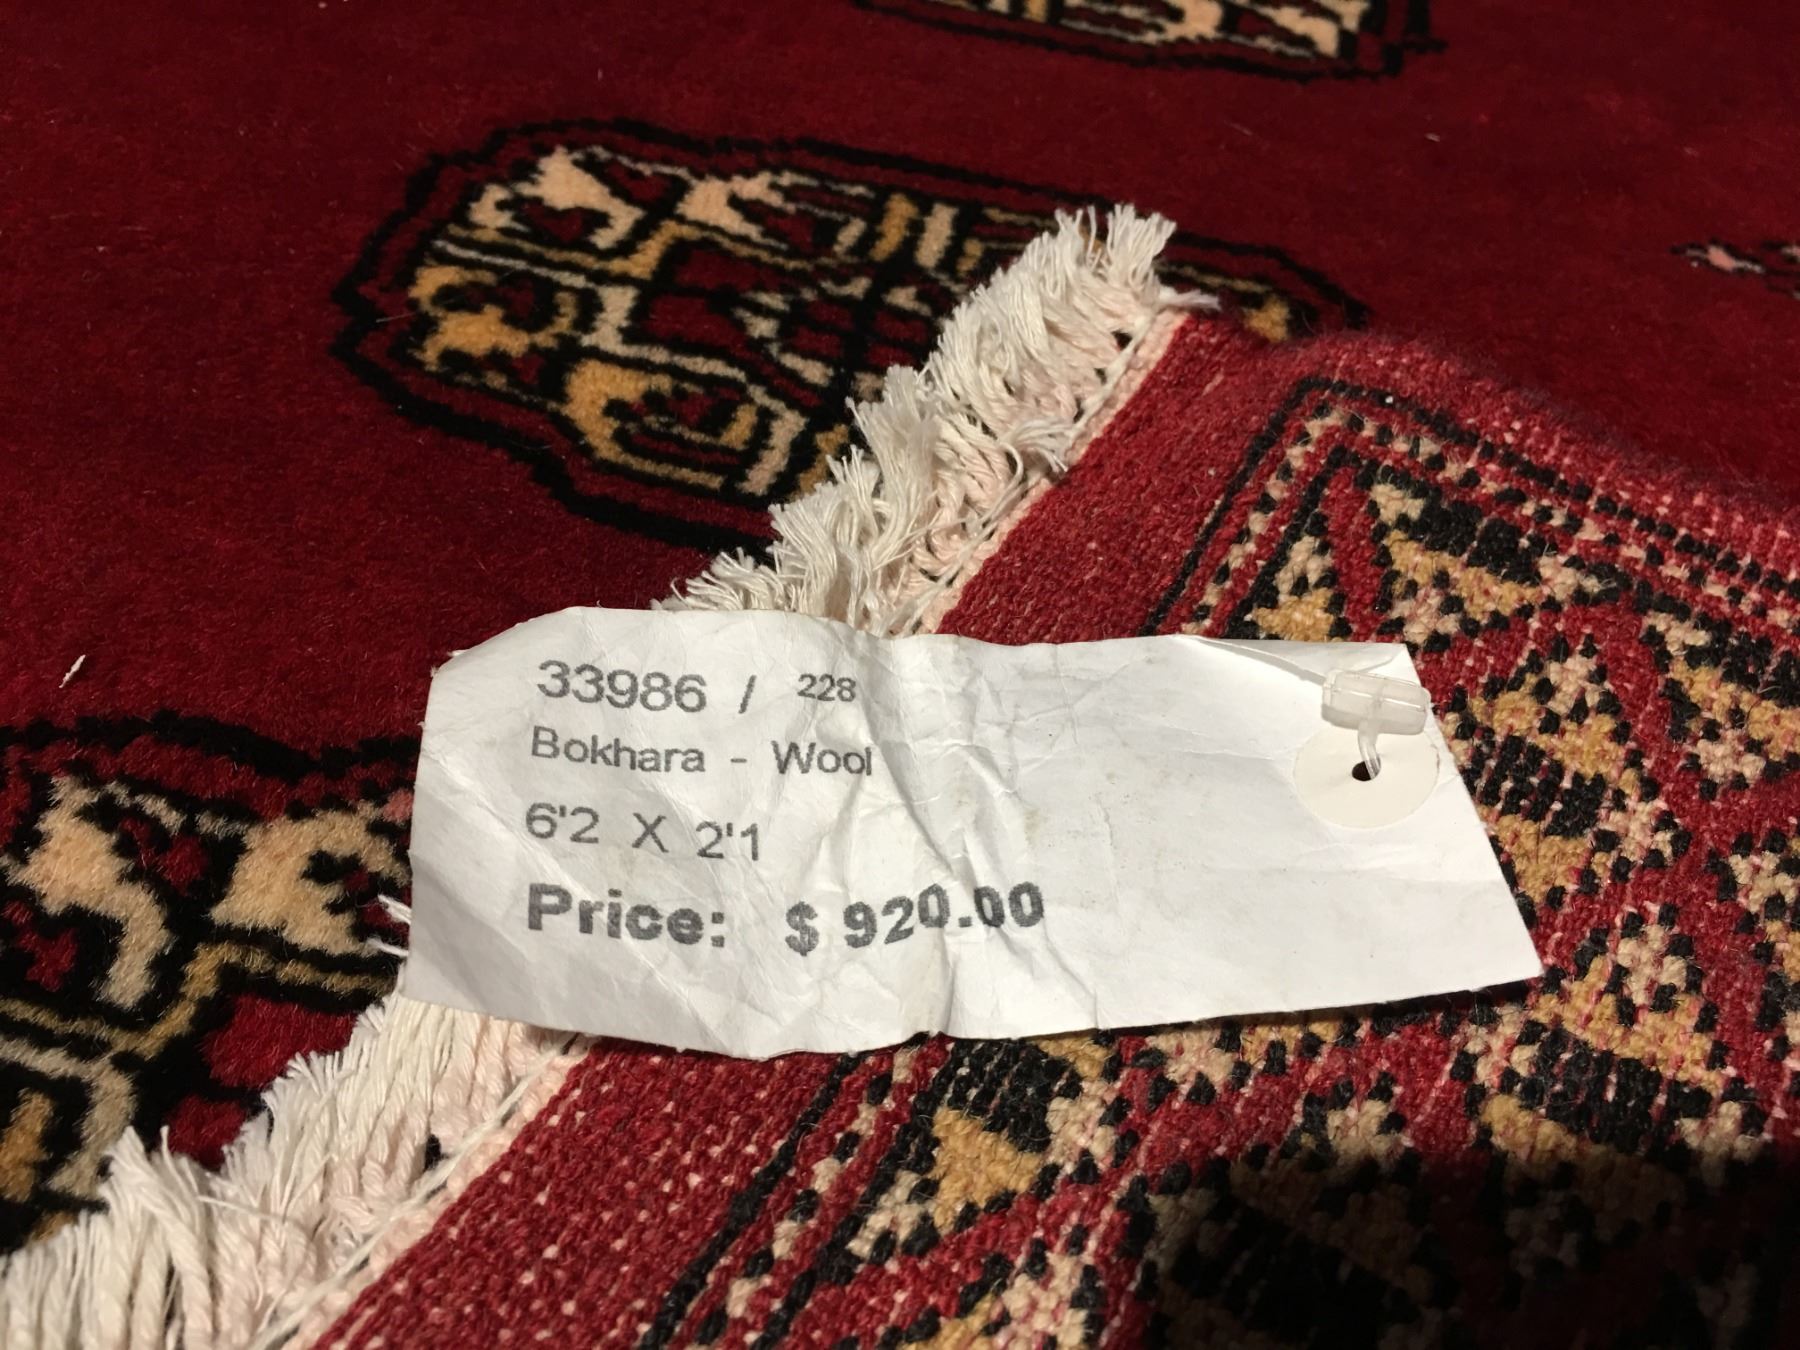 33986 / 228
Bokhara - Wool
6'2 X 2'1
Price: $ 920.00